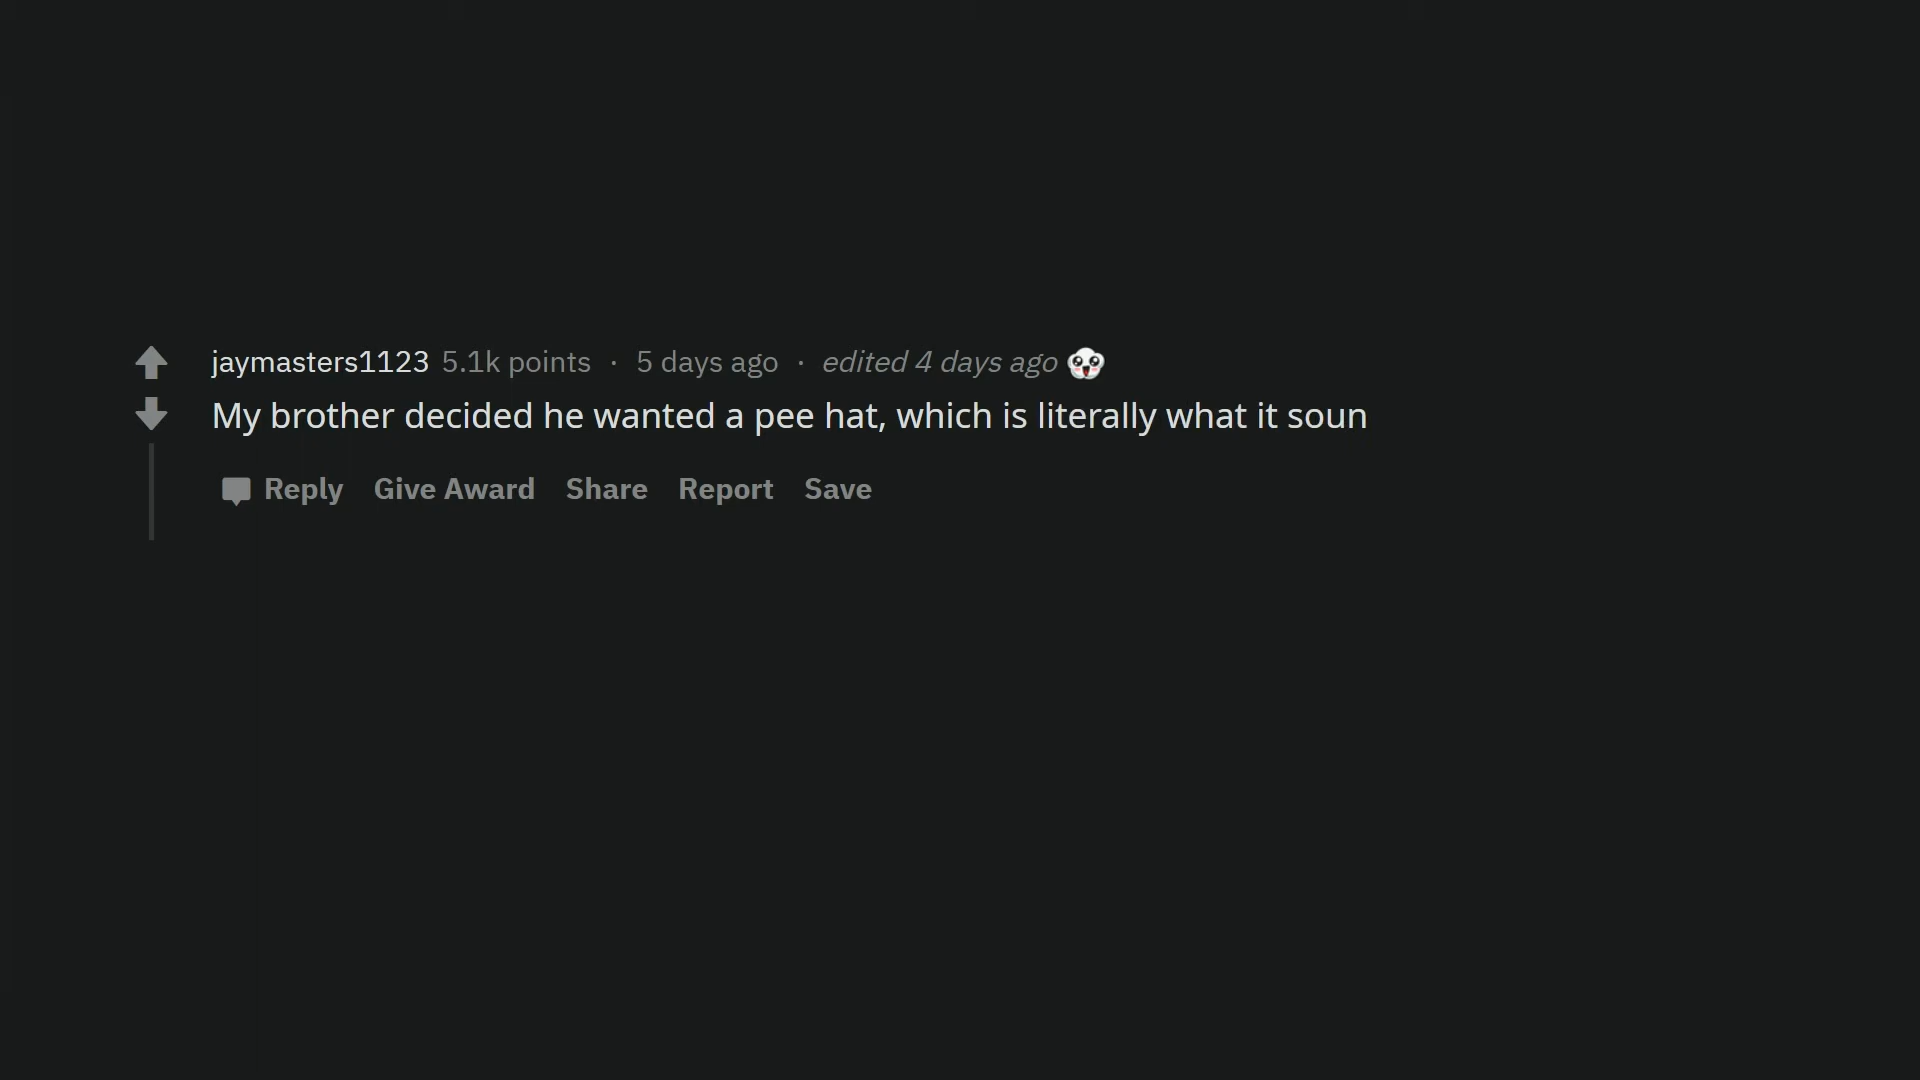 jaymasters1123 5.1k points · 5 days ago · edited 4 days ago
My brother decided he wanted a pee hat, which is literally what it soun
Reply Give Award Share Report Save